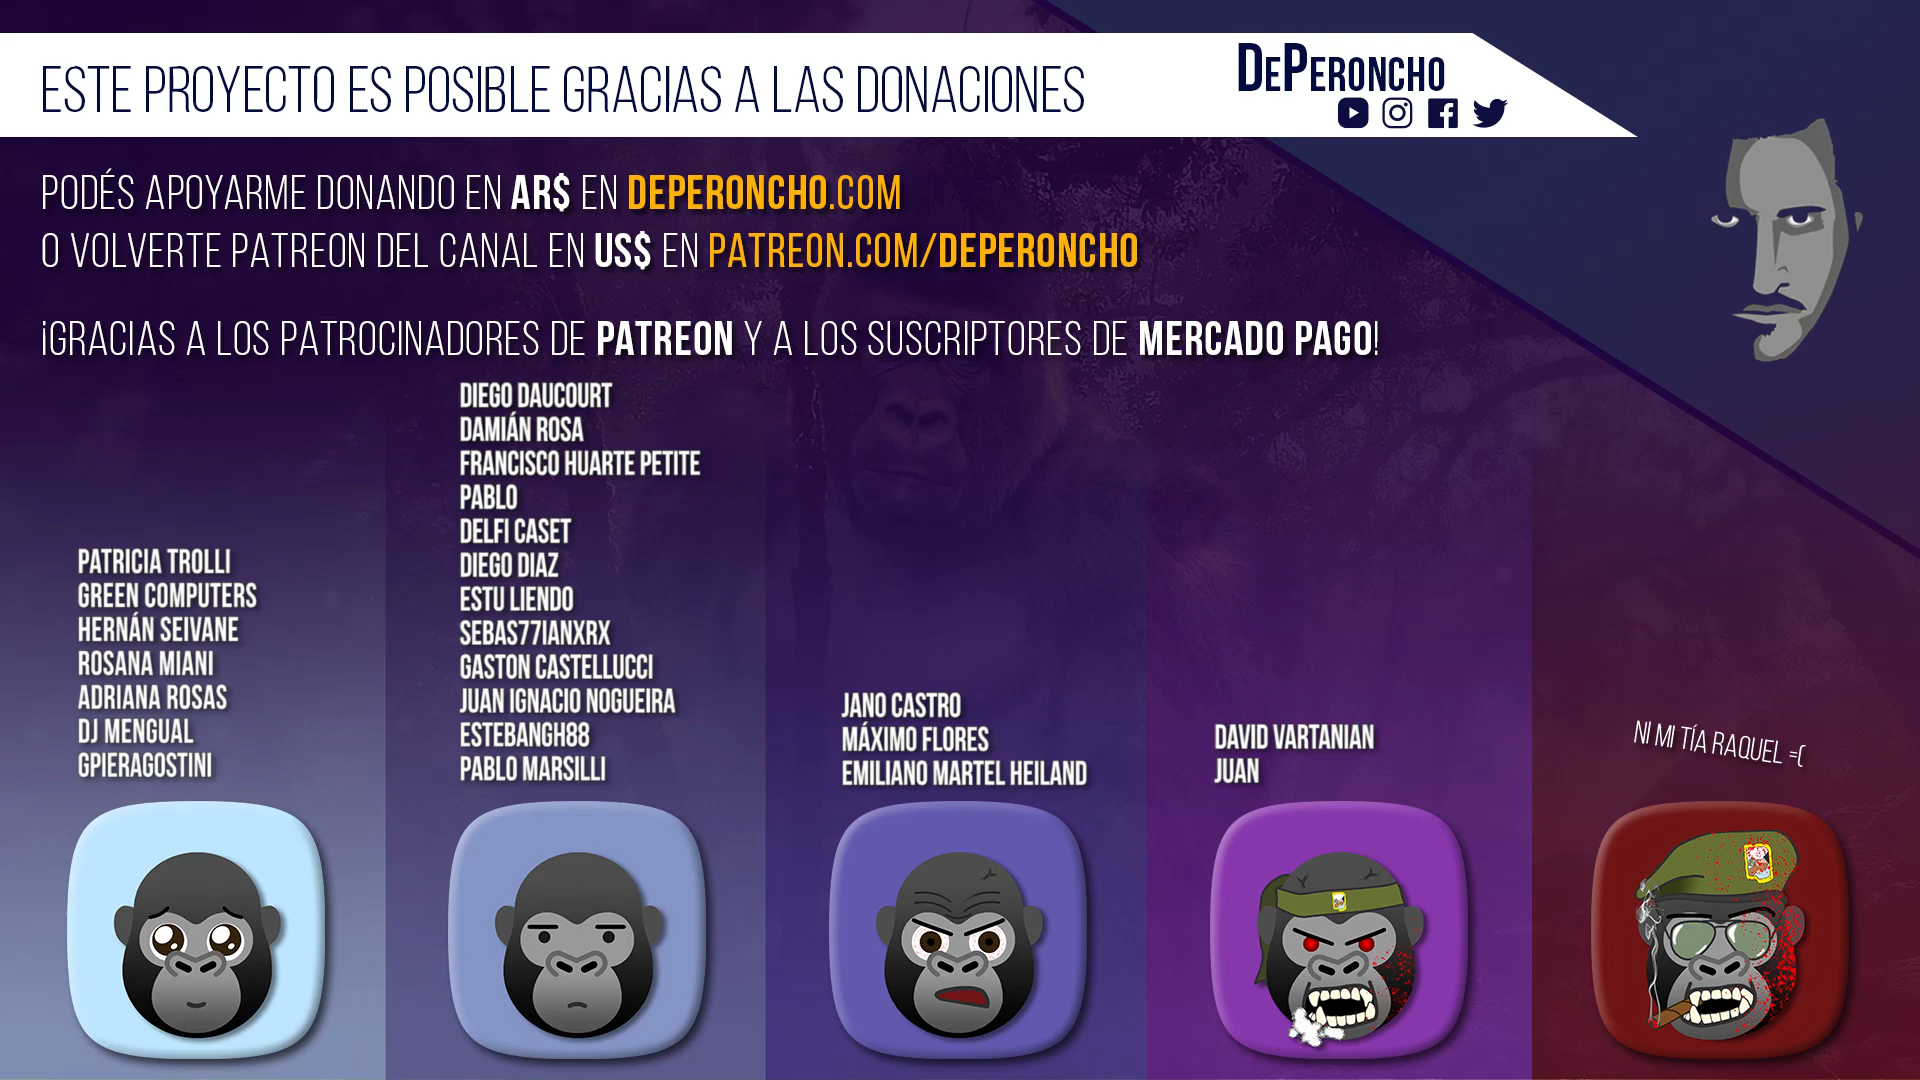 ESTE PROYECTO ES POSIBLE GRACIAS A LAS DONACIONES
DEPERONCHO
PODÉS APOYARME DONANDO EN AR$ EN DEPERONCHO.COM
O VOLVERTE PATREON DEL CANAL EN US$ EN PATREON.COM/DEPERONCHO
¡GRACIAS A LOS PATROCINADORES DE PATREON Y A LOS SUSCRIPTORES DE MERCADO PAGO!
PATRICIA TROLLI
GREEN COMPUTERS
HERNÁN SEIVANE
ROSANA MIANI
ADRIANA ROSAS
DJ MENGUAL
GPIERAGOSTINI
DIEGO DAUCOURT
DAMIÁN ROSA
FRANCISCO HUARTE PETITE
PABLO
DELFI CASET
DIEGO DIAZ
ESTU LIENDO
SEBAS77IANXRX
GASTON CASTELLUCCI
JUAN IGNACIO NOGUEIRA
ESTEBANGH88
PABLO MARSILLI
JANO CASTRO
MÁXIMO FLORES
EMILIANO MARTEL HEILAND
DAVID VARTANIAN
JUAN
NI MI TÍA RAQUEL =(